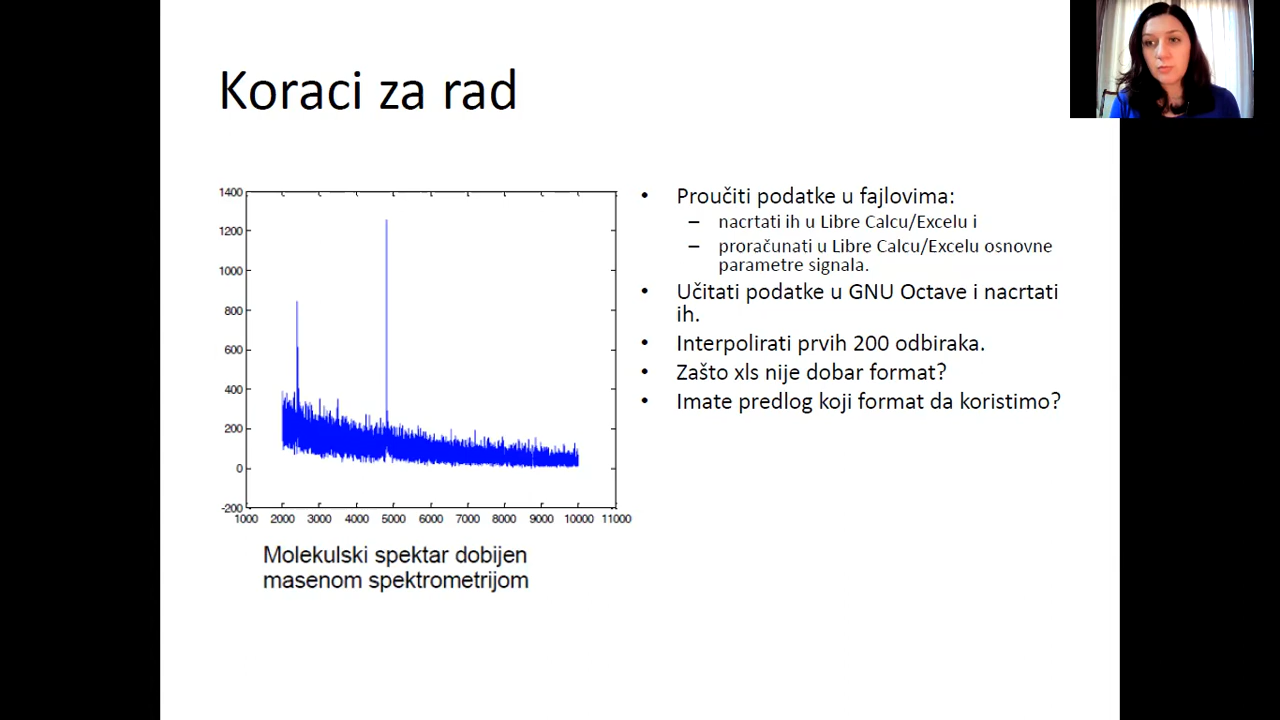 Koraci za rad
1400
1200
1000
800
600
400
200
0
-200
1000 2000 3000 4000 5000 6000 7000 8000 9000 10000 11000
Molekulski spektar dobijen
masenom spektrometrijom
• Proučiti podatke u fajlovima:
– nacrtati ih u Libre Calcu/Excelu i
– proračunati u Libre Calcu/Excelu osnovne
parametre signala.
• Učitati podatke u GNU Octave i nacrtati
ih.
• Interpolirati prvih 200 odbiraka.
• Zašto xls nije dobar format?
• Imate predlog koji format da koristimo?